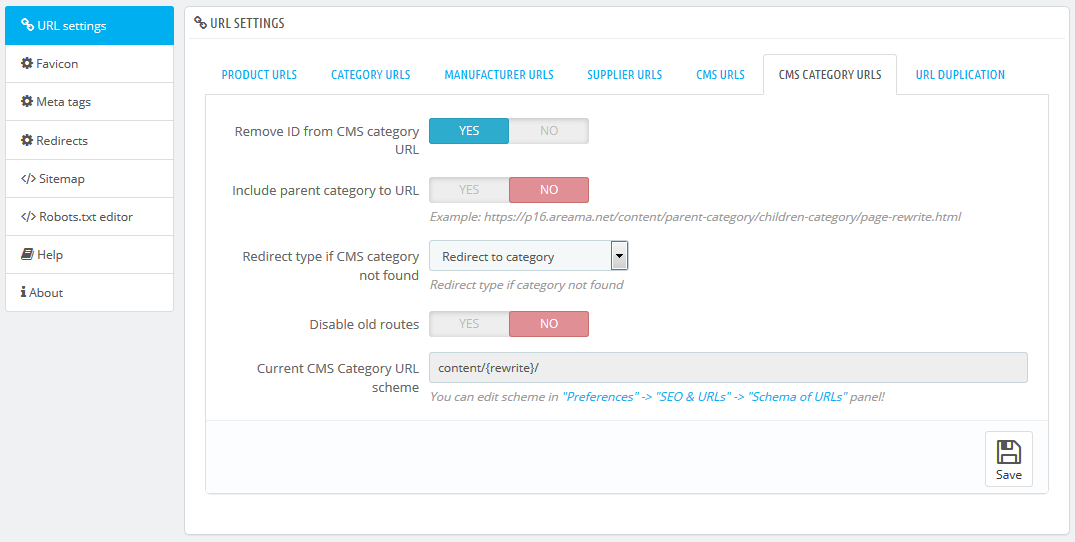 URL settings
Favicon
Meta tags
Redirects
Sitemap
Robots.txt editor
Help
About
URL SETTINGS
PRODUCT URLS CATEGORY URLS MANUFACTURER URLS SUPPLIER URLS CMS URLS CMS CATEGORY URLS URL DUPLICATION
Remove ID from CMS category YES NO
URL
Include parent category to URL YES NO
Example: https://p16.areama.net/content/parent-category/children-category/page-rewrite.html
Redirect type if CMS category Redirect to category
not found
Redirect type if category not found
Disable old routes YES NO
Current CMS Category URL content/{rewrite}/
scheme
You can edit scheme in "Preferences" -> "SEO & URLs" -> "Schema of URLs" panel!
Save